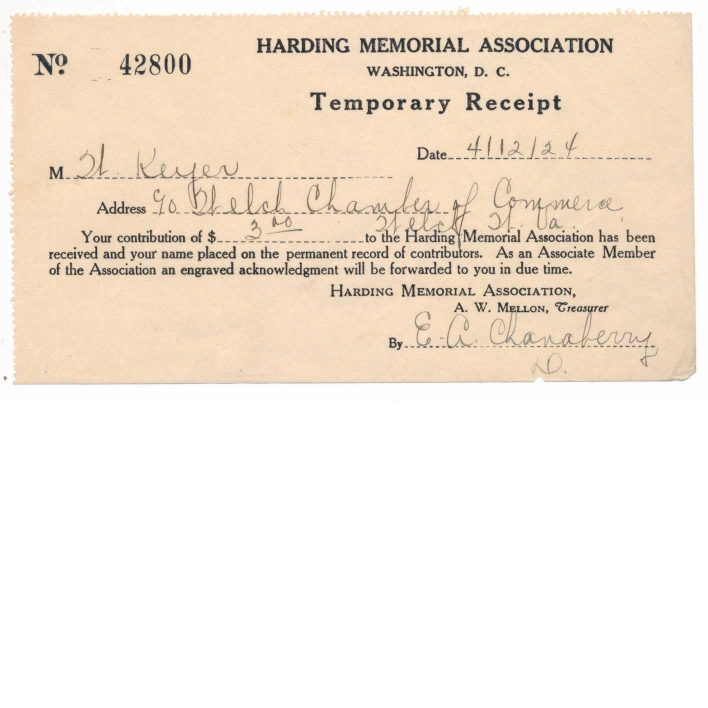 HARDING MEMORIAL ASSOCIATION
No 42800
WASHINGTON, D. C.
Temporary Receipt
Date 4/12/24
M Keyer
Address c/o Welch Chamber of Commerce
Welch W. Va.
Your contribution of $ 3.00 to the Harding Memorial Association has been
received and your name placed on the permanent record of contributors. As an Associate Member
of the Association an engraved acknowledgment will be forwarded to you in due time.
HARDING MEMORIAL ASSOCIATION,
A. W. MELLON, Treasurer
By E. A. Chanaberry
D.